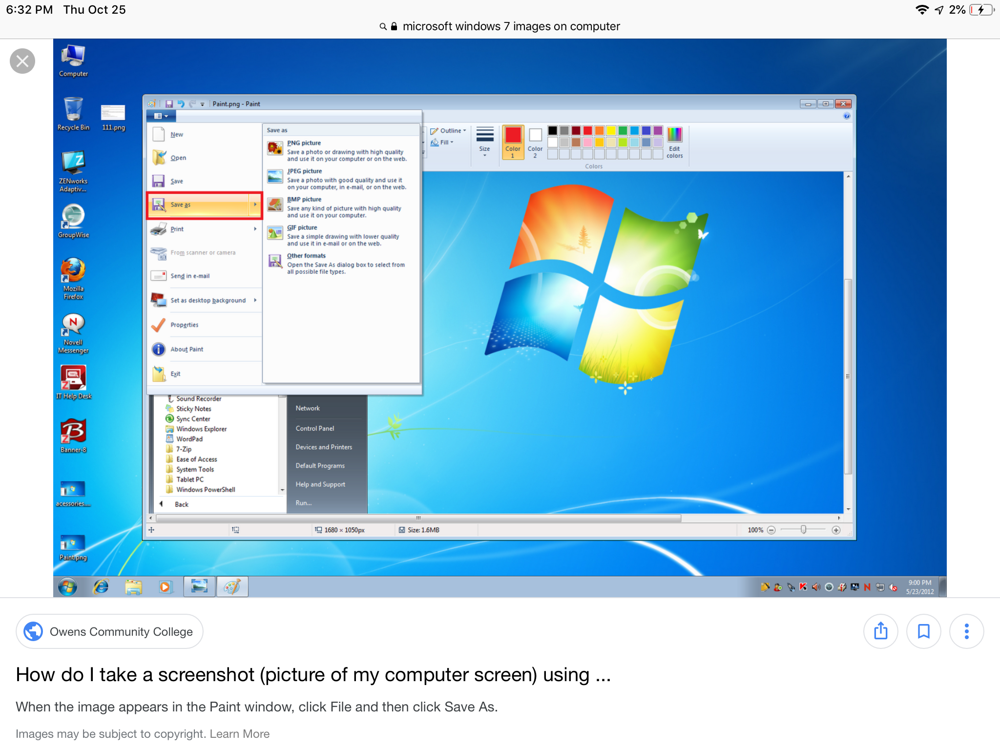 6:32 PM Thu Oct 25
2%
microsoft windows 7 images on computer
Computer
Recycle Bin
111.png
ZENworks
Adaptiv...
GroupWise
Mozilla
Firefox
Novell
Messenger
IT Help Desk
Banner-8
acessories....
Paint.png
Paint.png - Paint
New
Open
Save
Save as
Print
From scanner or camera
Send in e-mail
Set as desktop background
Properties
About Paint
Exit
Save as
PNG picture
Save a photo or drawing with high quality
and use it on your computer or on the web.
JPEG picture
Save a photo with good quality and use it
on your computer, in e-mail, or on the web.
BMP picture
Save any kind of picture with high quality
and use it on your computer.
GIF picture
Save a simple drawing with lower quality
and use it in e-mail or on the web.
Other formats
Open the Save As dialog box to select from
all possible file types.
Outline
Fill
Size
Color
1
Color
2
Edit
colors
Colors
Sound Recorder
Sticky Notes
Sync Center
Windows Explorer
WordPad
7-Zip
Ease of Access
System Tools
Tablet PC
Windows PowerShell
Back
Network
Control Panel
Devices and Printers
Default Programs
Help and Support
Run...
1680 × 1050px
Size: 1.6MB
100%
9:00 PM
5/23/2012
Owens Community College
How do I take a screenshot (picture of my computer screen) using ...
When the image appears in the Paint window, click File and then click Save As.
Images may be subject to copyright. Learn More